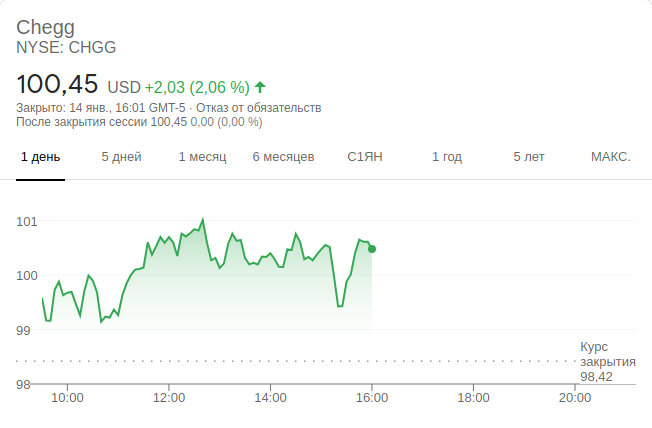 Chegg
NYSE: CHGG
100,45 USD +2,03 (2,06 %)
Закрыто: 14 янв., 16:01 GMT-5 · Отказ от обязательств
После закрытия сессии 100,45 0,00 (0,00 %)
1 день 5 дней 1 месяц 6 месяцев С1ЯН 1 год 5 лет МАКС.
101
100
99
Курс
закрытия
98,42
98
10:00 12:00 14:00 16:00 18:00 20:00